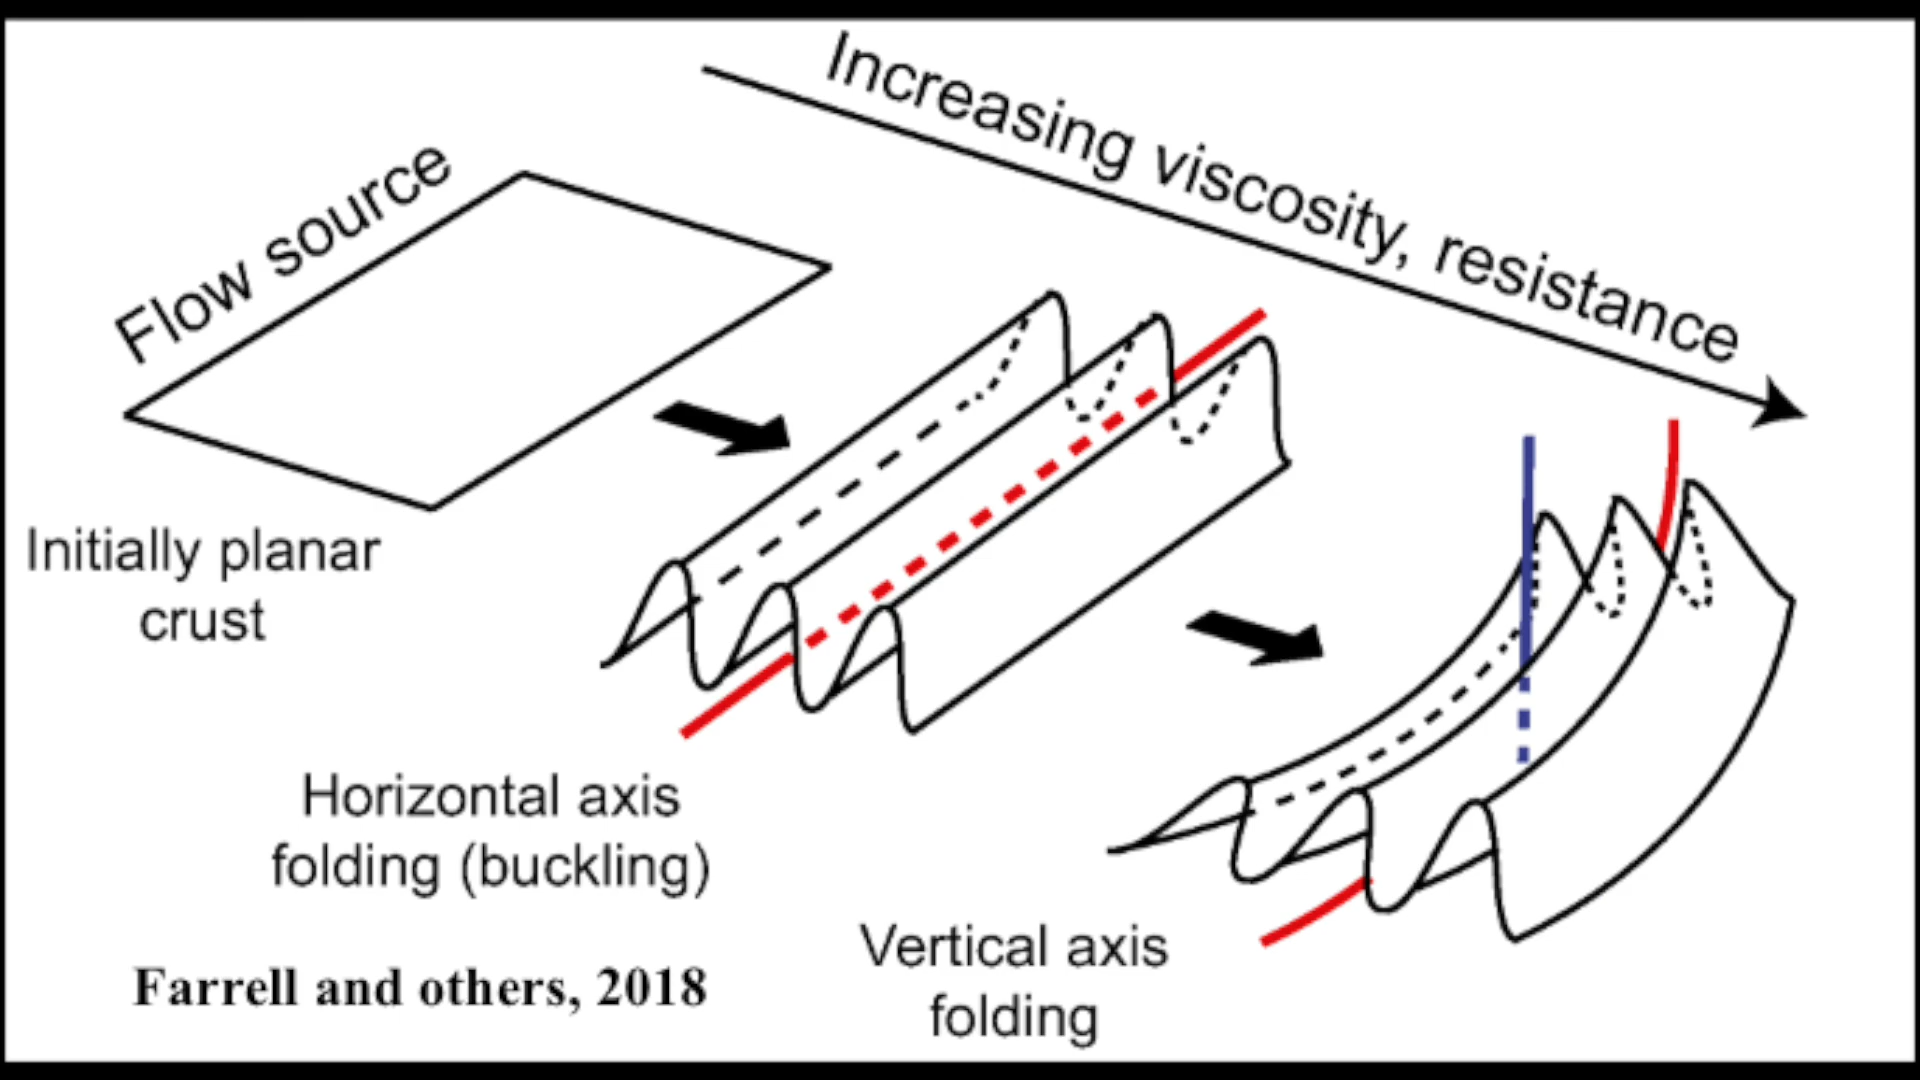 Increasing viscosity, resistance
Flow source
Initially planar
crust
Horizontal axis
folding (buckling)
Vertical axis
folding
Farrell and others, 2018